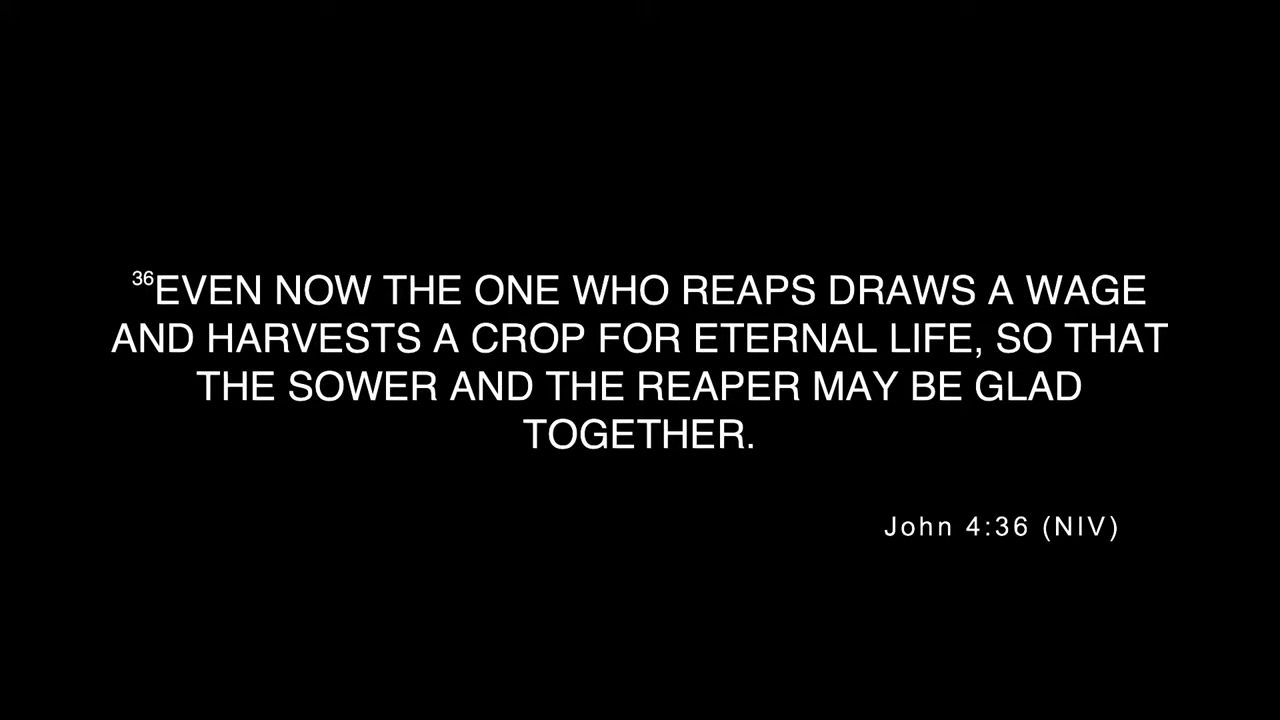 36EVEN NOW THE ONE WHO REAPS DRAWS A WAGE
AND HARVESTS A CROP FOR ETERNAL LIFE, SO THAT
THE SOWER AND THE REAPER MAY BE GLAD
TOGETHER.
John 4:36 (NIV)